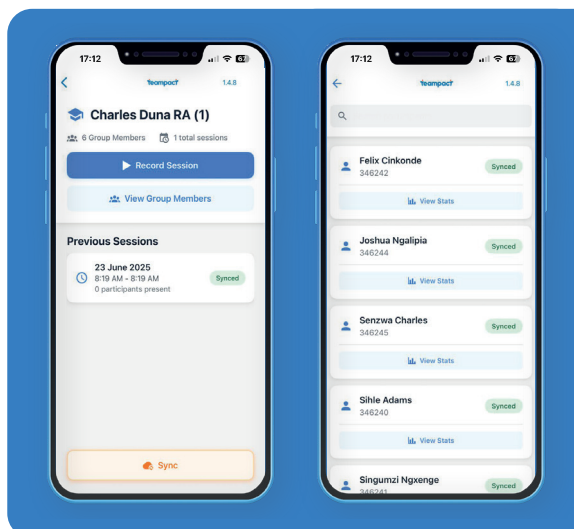 17:12
67
teampact
1.4.8
Charles Duna RA (1)
6 Group Members 1 total sessions
Record Session
View Group Members
Previous Sessions
23 June 2025
8:19 AM - 8:19 AM
0 participants present
Synced
Sync
17:12
67
teampact
1.4.8
Felix Cinkonde
346242
Synced
View Stats
Joshua Ngalipia
346244
Synced
View Stats
Senzwa Charles
346245
Synced
View Stats
Sihle Adams
346240
Synced
View Stats
Singumzi Ngxenge
346241
Synced